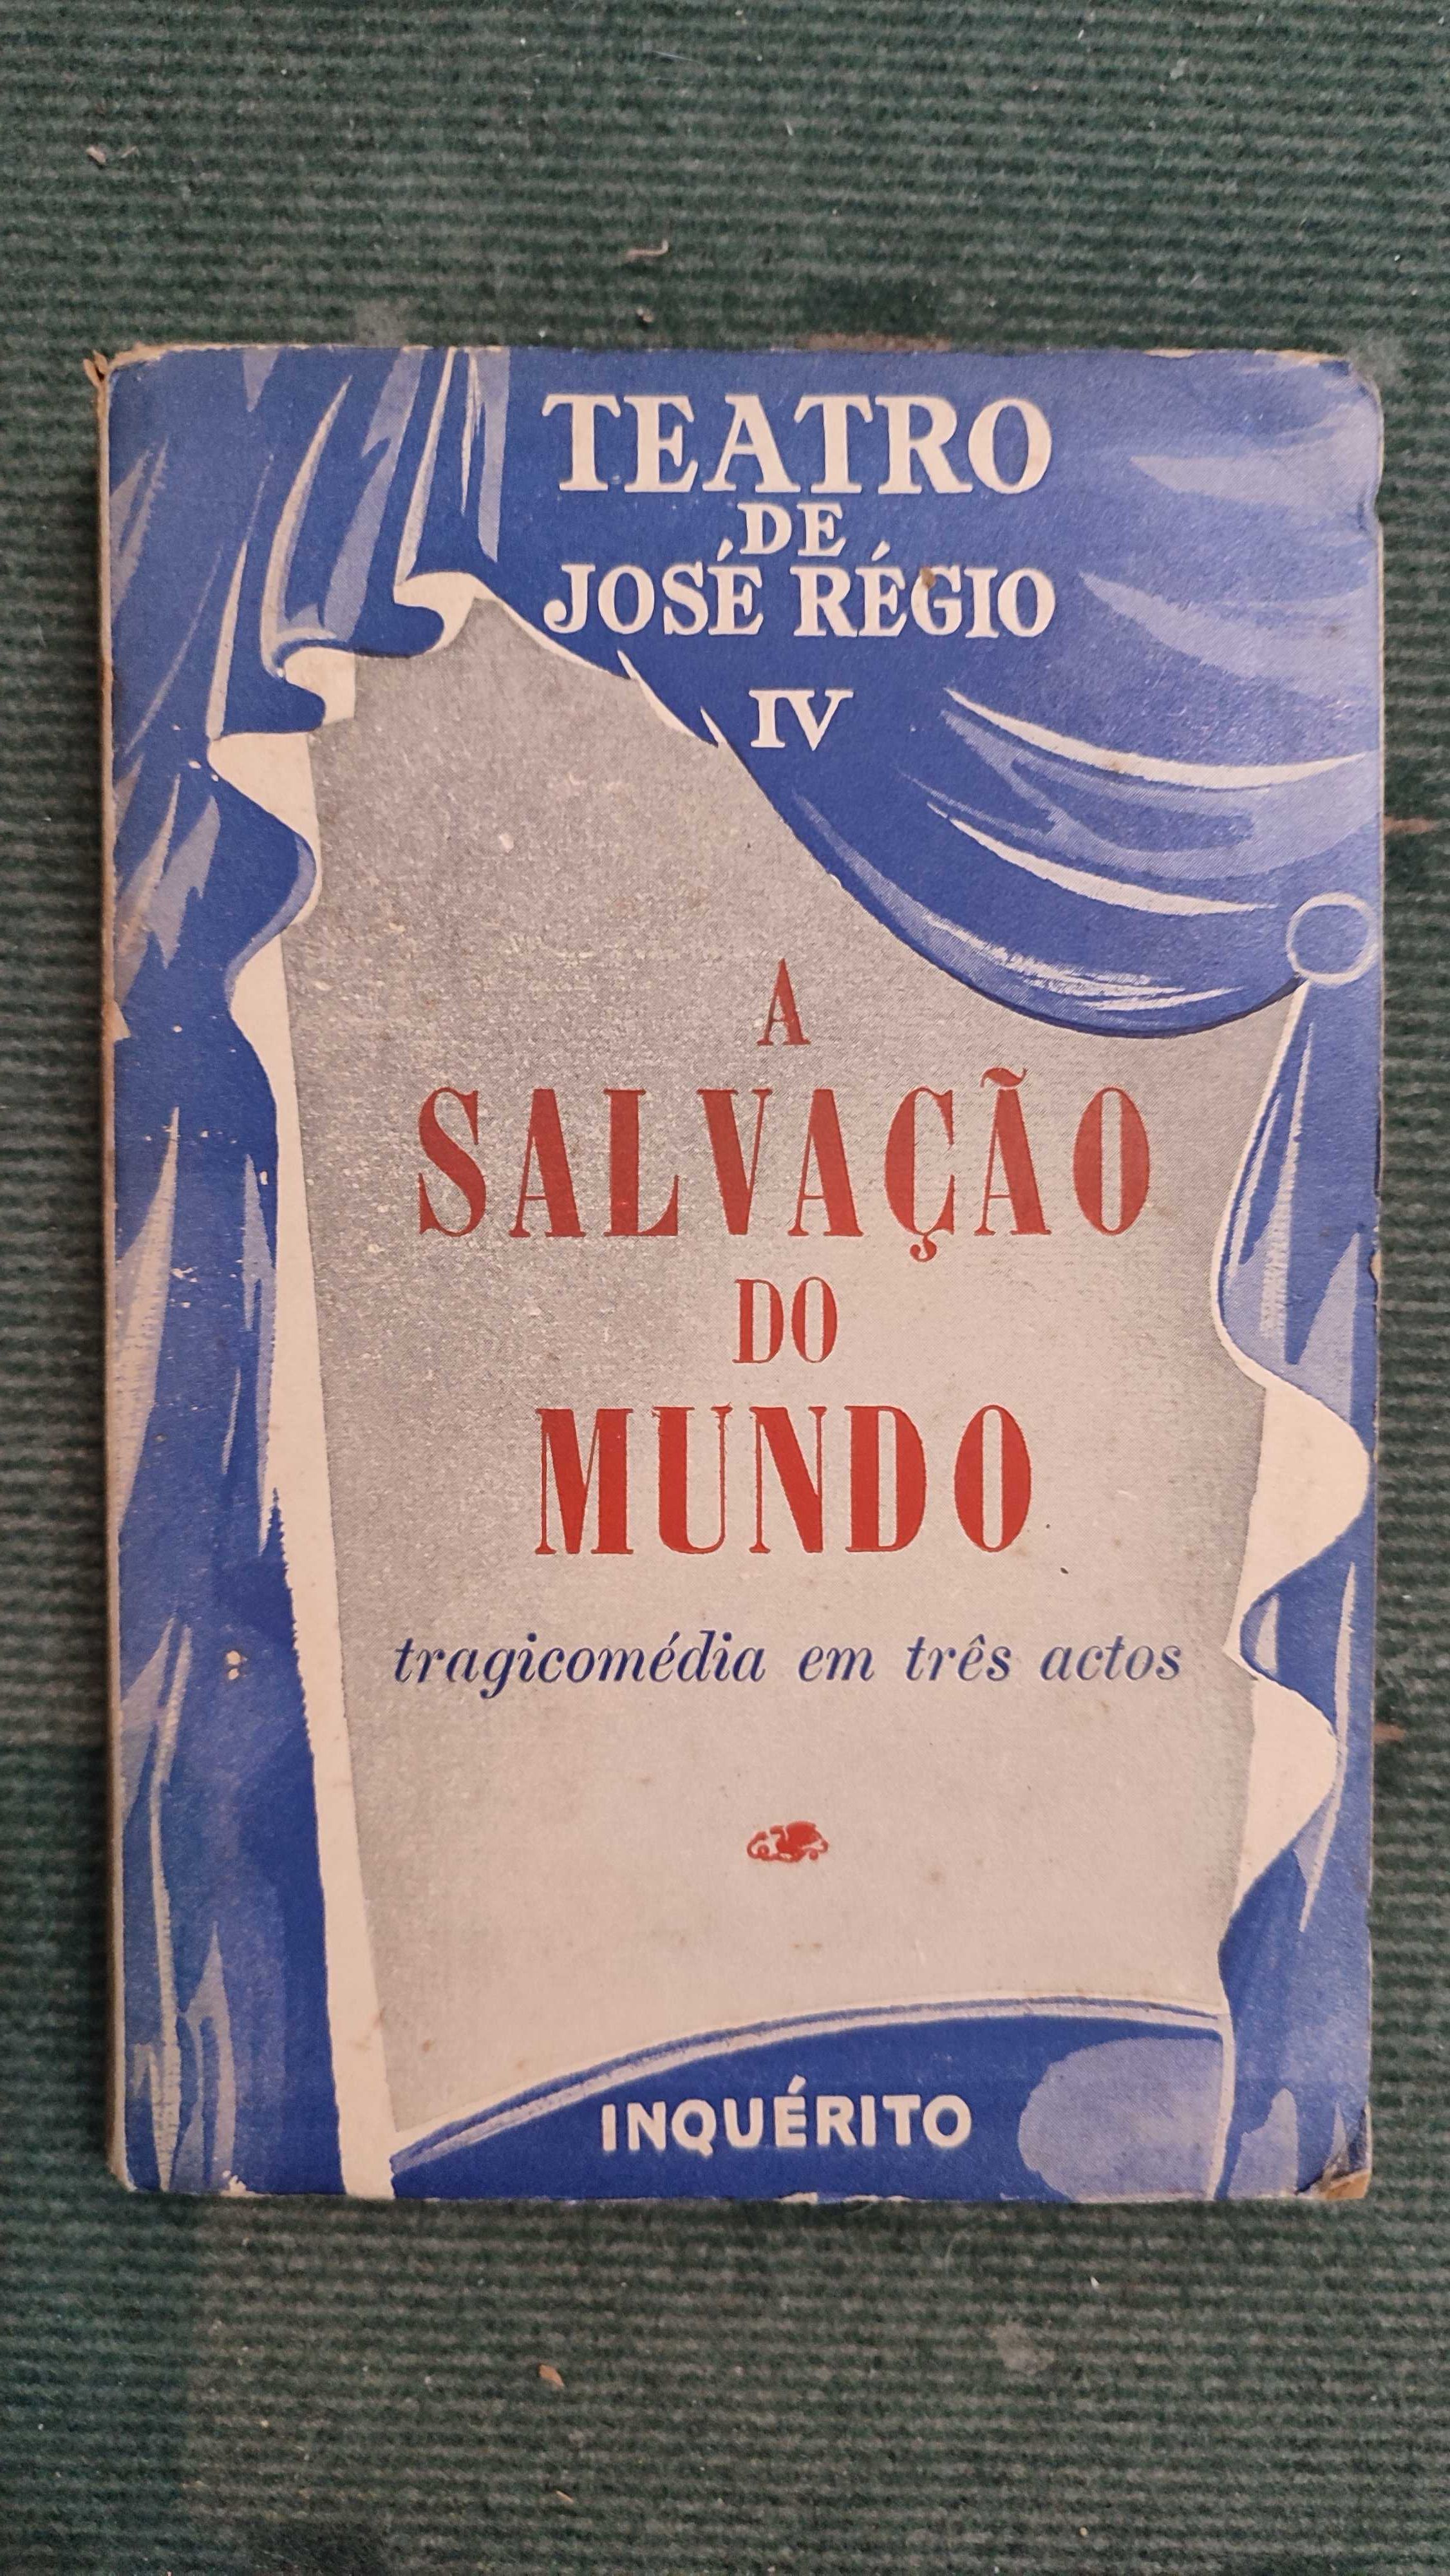 TEATRO
DE
JOSÉ RÉGIO
IV
A
SALVAÇÃO
DO
MUNDO
tragicomédia em três actos
INQUÉRITO